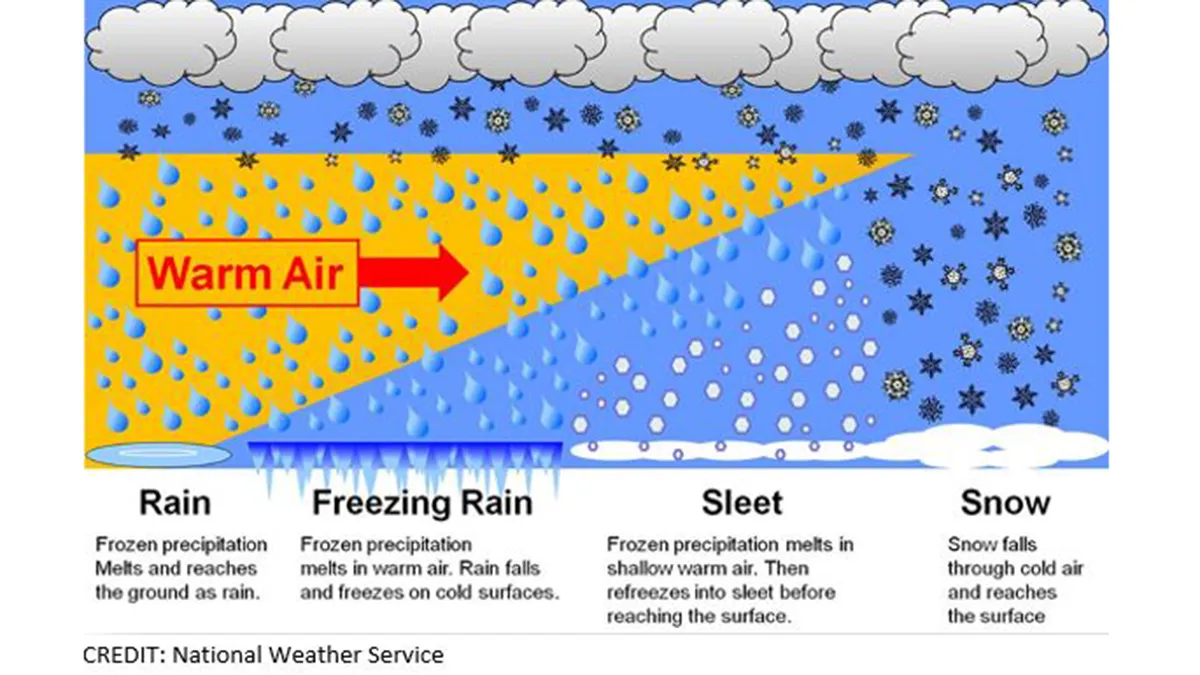 Warm Air
Rain
Frozen precipitation
Melts and reaches
the ground as rain.
Freezing Rain
Frozen precipitation
melts in warm air. Rain falls
and freezes on cold surfaces.
Sleet
Frozen precipitation melts in
shallow warm air. Then
refreezes into sleet before
reaching the surface.
Snow
Snow falls
through cold air
and reaches
the surface
CREDIT: National Weather Service